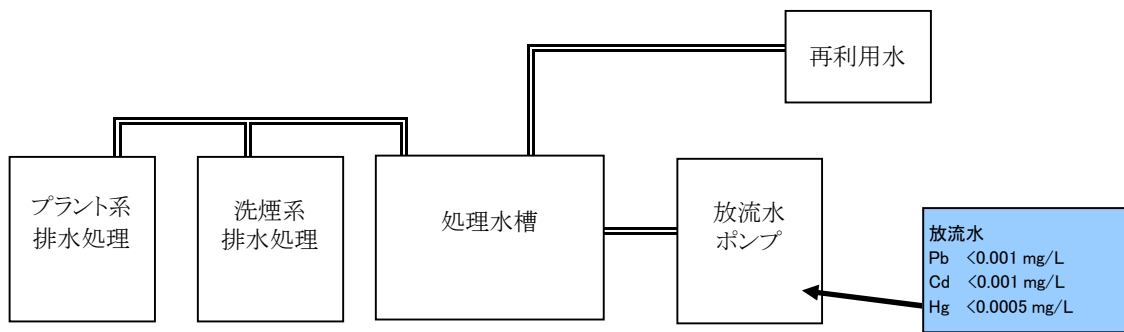 再利用水
プラント系
排水処理
洗煙系
排水処理
処理水槽
放流水
ポンプ
放流水
Pb <0.001 mg/L
Cd <0.001 mg/L
Hg <0.0005 mg/L